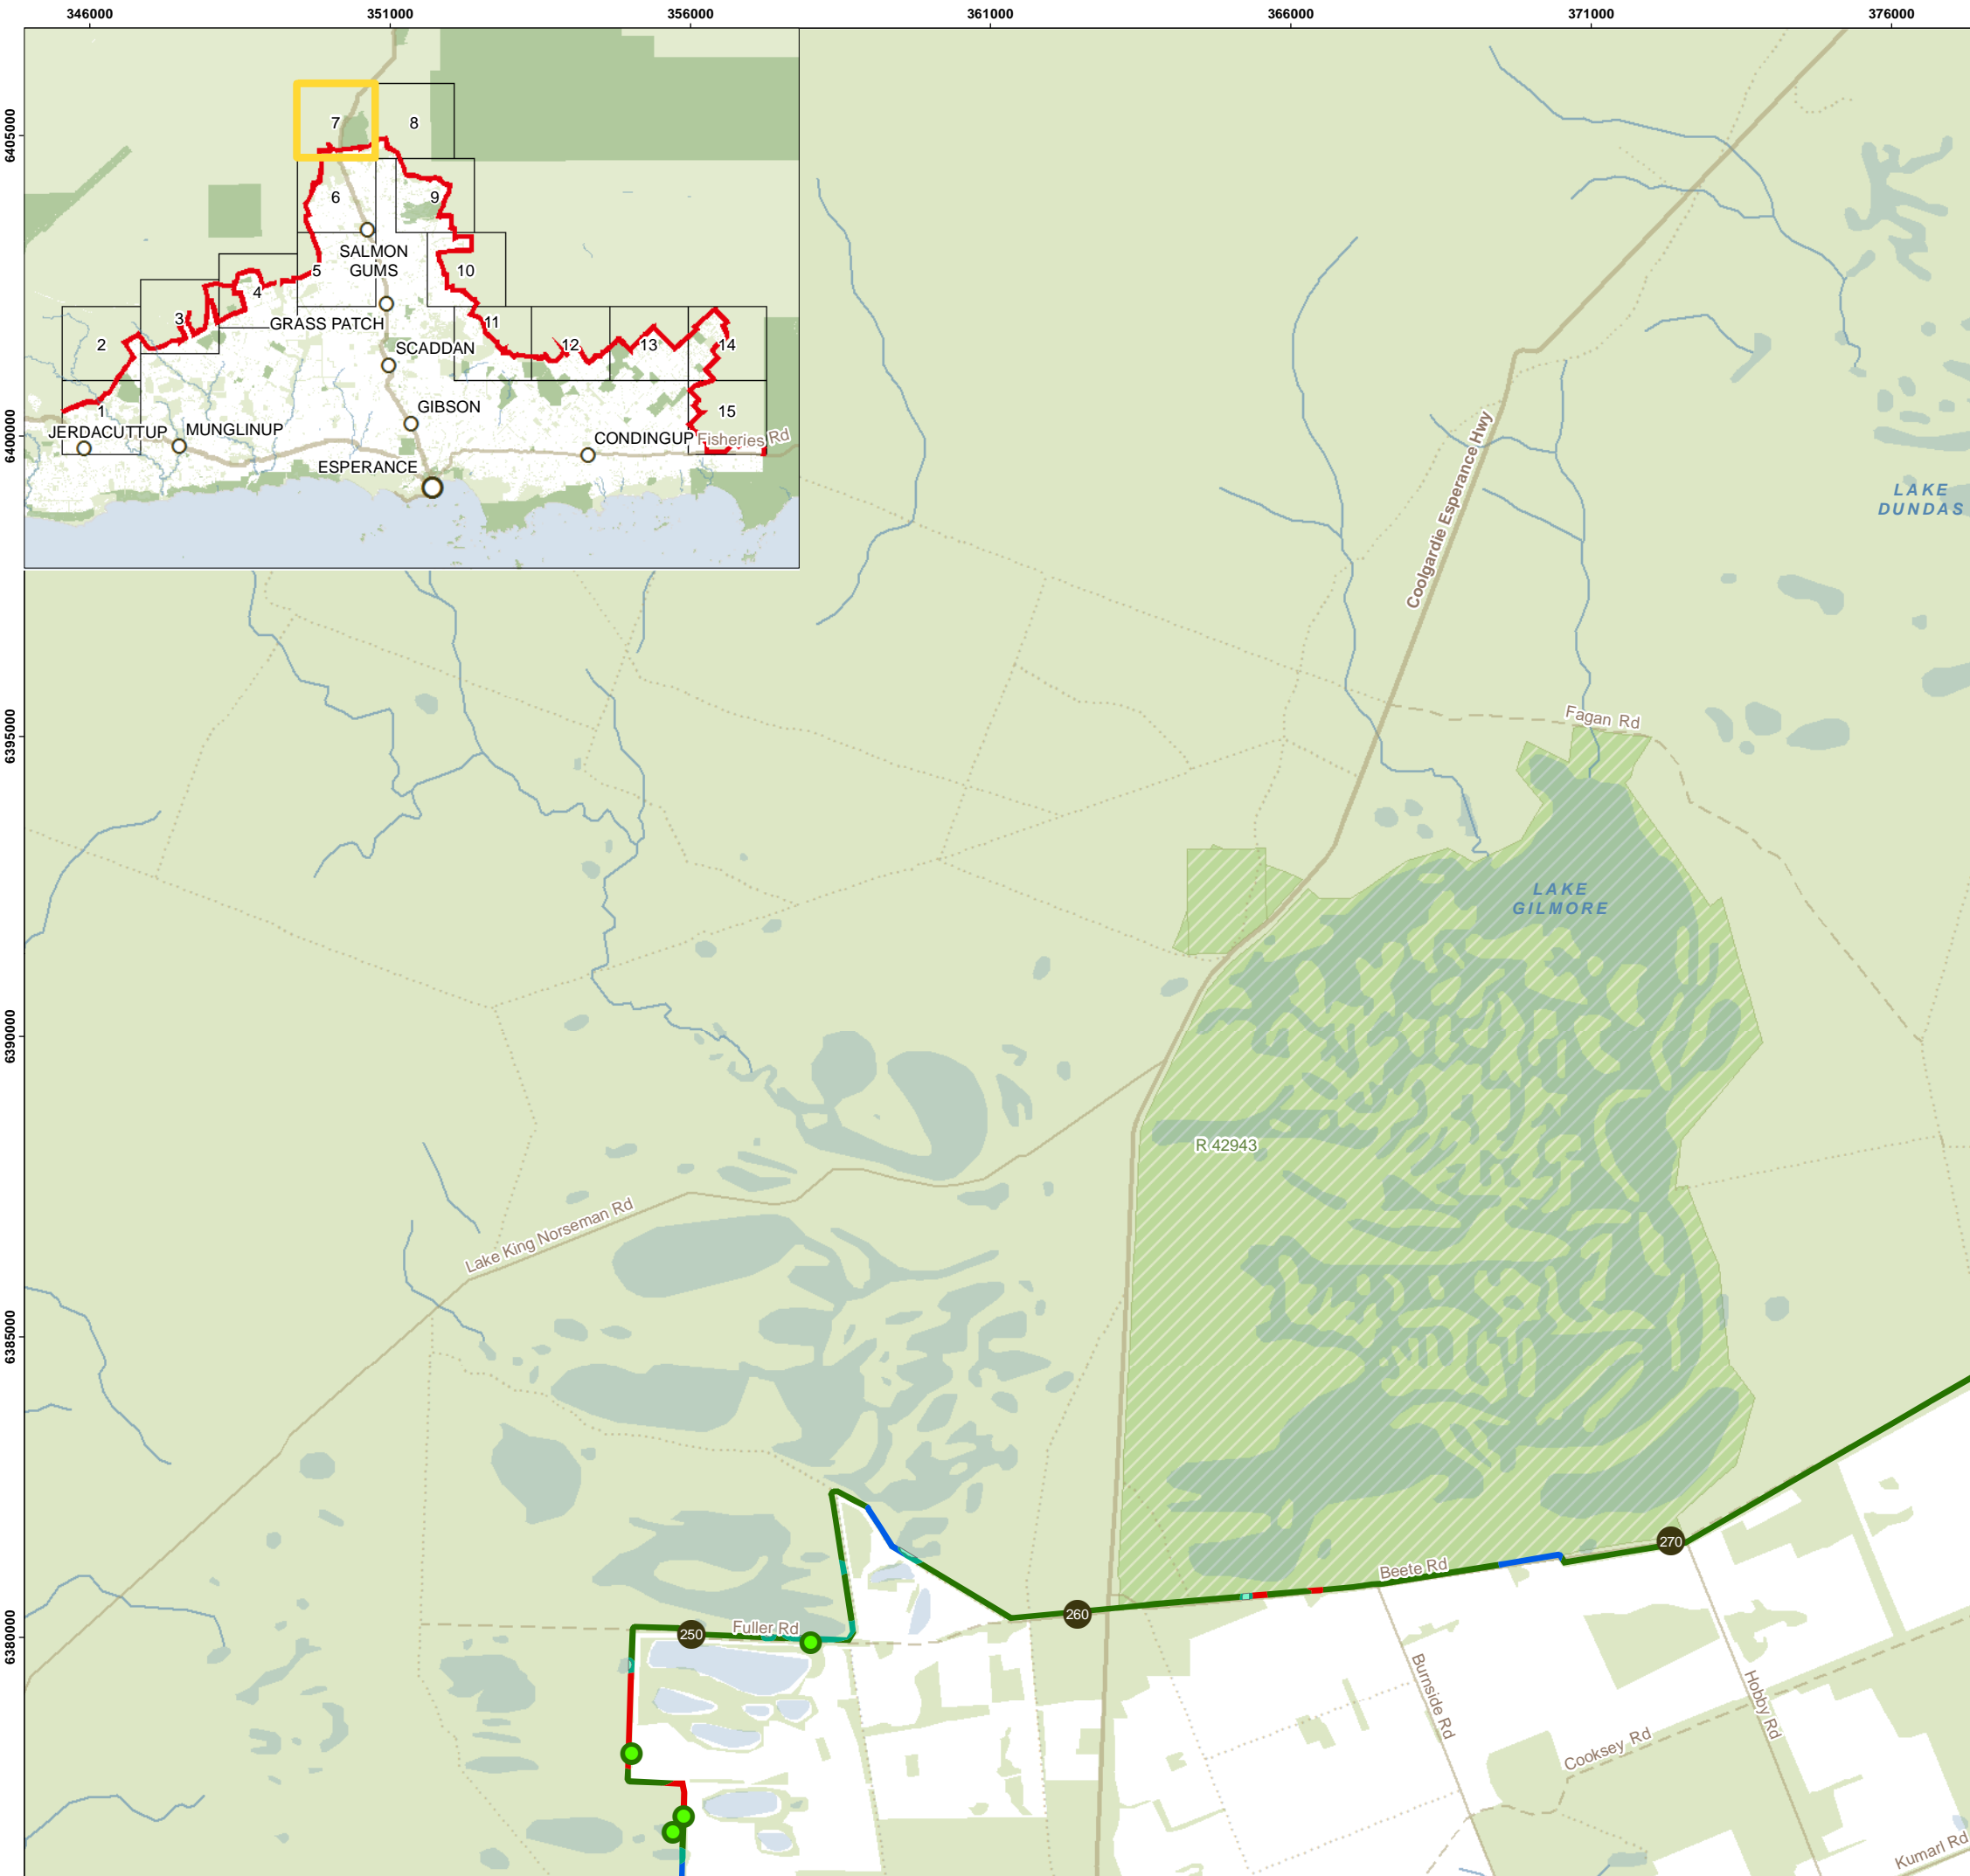 346000 351000 356000 361000 366000 371000 376000
6405000
6400000
6395000
6390000
6385000
6380000
7
8
6
9
SALMON
GUMS
5
10
4
3
GRASS PATCH
11
2
SCADDAN
12
13
14
1
GIBSON
15
JERDACUTTUP
MUNGLINUP
CONDINGUP
Fisheries Rd
ESPERANCE
Coolgardie Esperance Hwy
LAKE
DUNDAS
Fagan Rd
LAKE
GILMORE
R 42943
Lake King Norseman Rd
270
Beete Rd
260
Fuller Rd
250
Burnside Rd
Hobby Rd
Cooksey Rd
Kumarl Rd